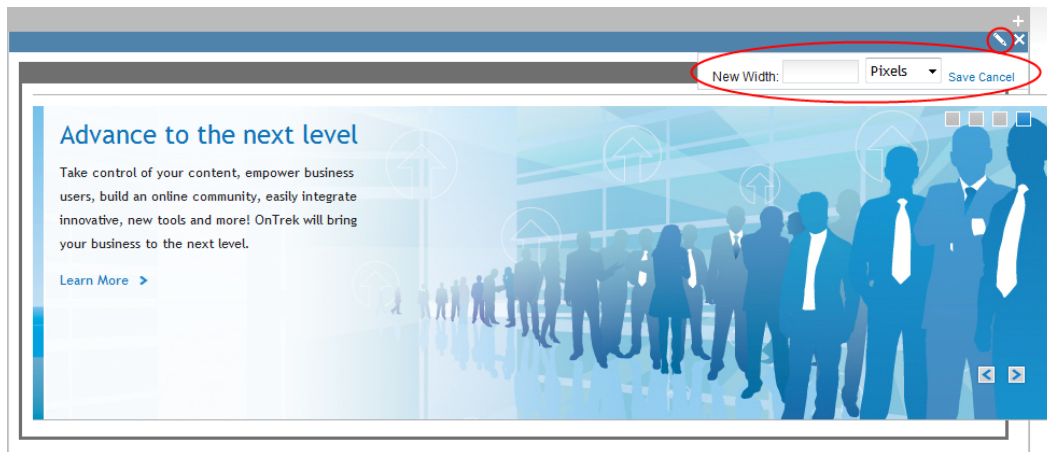 New Width: Pixels Save Cancel
Advance to the next level
Take control of your content, empower business
users, build an online community, easily integrate
innovative, new tools and more! OnTrek will bring
your business to the next level.
Learn More >